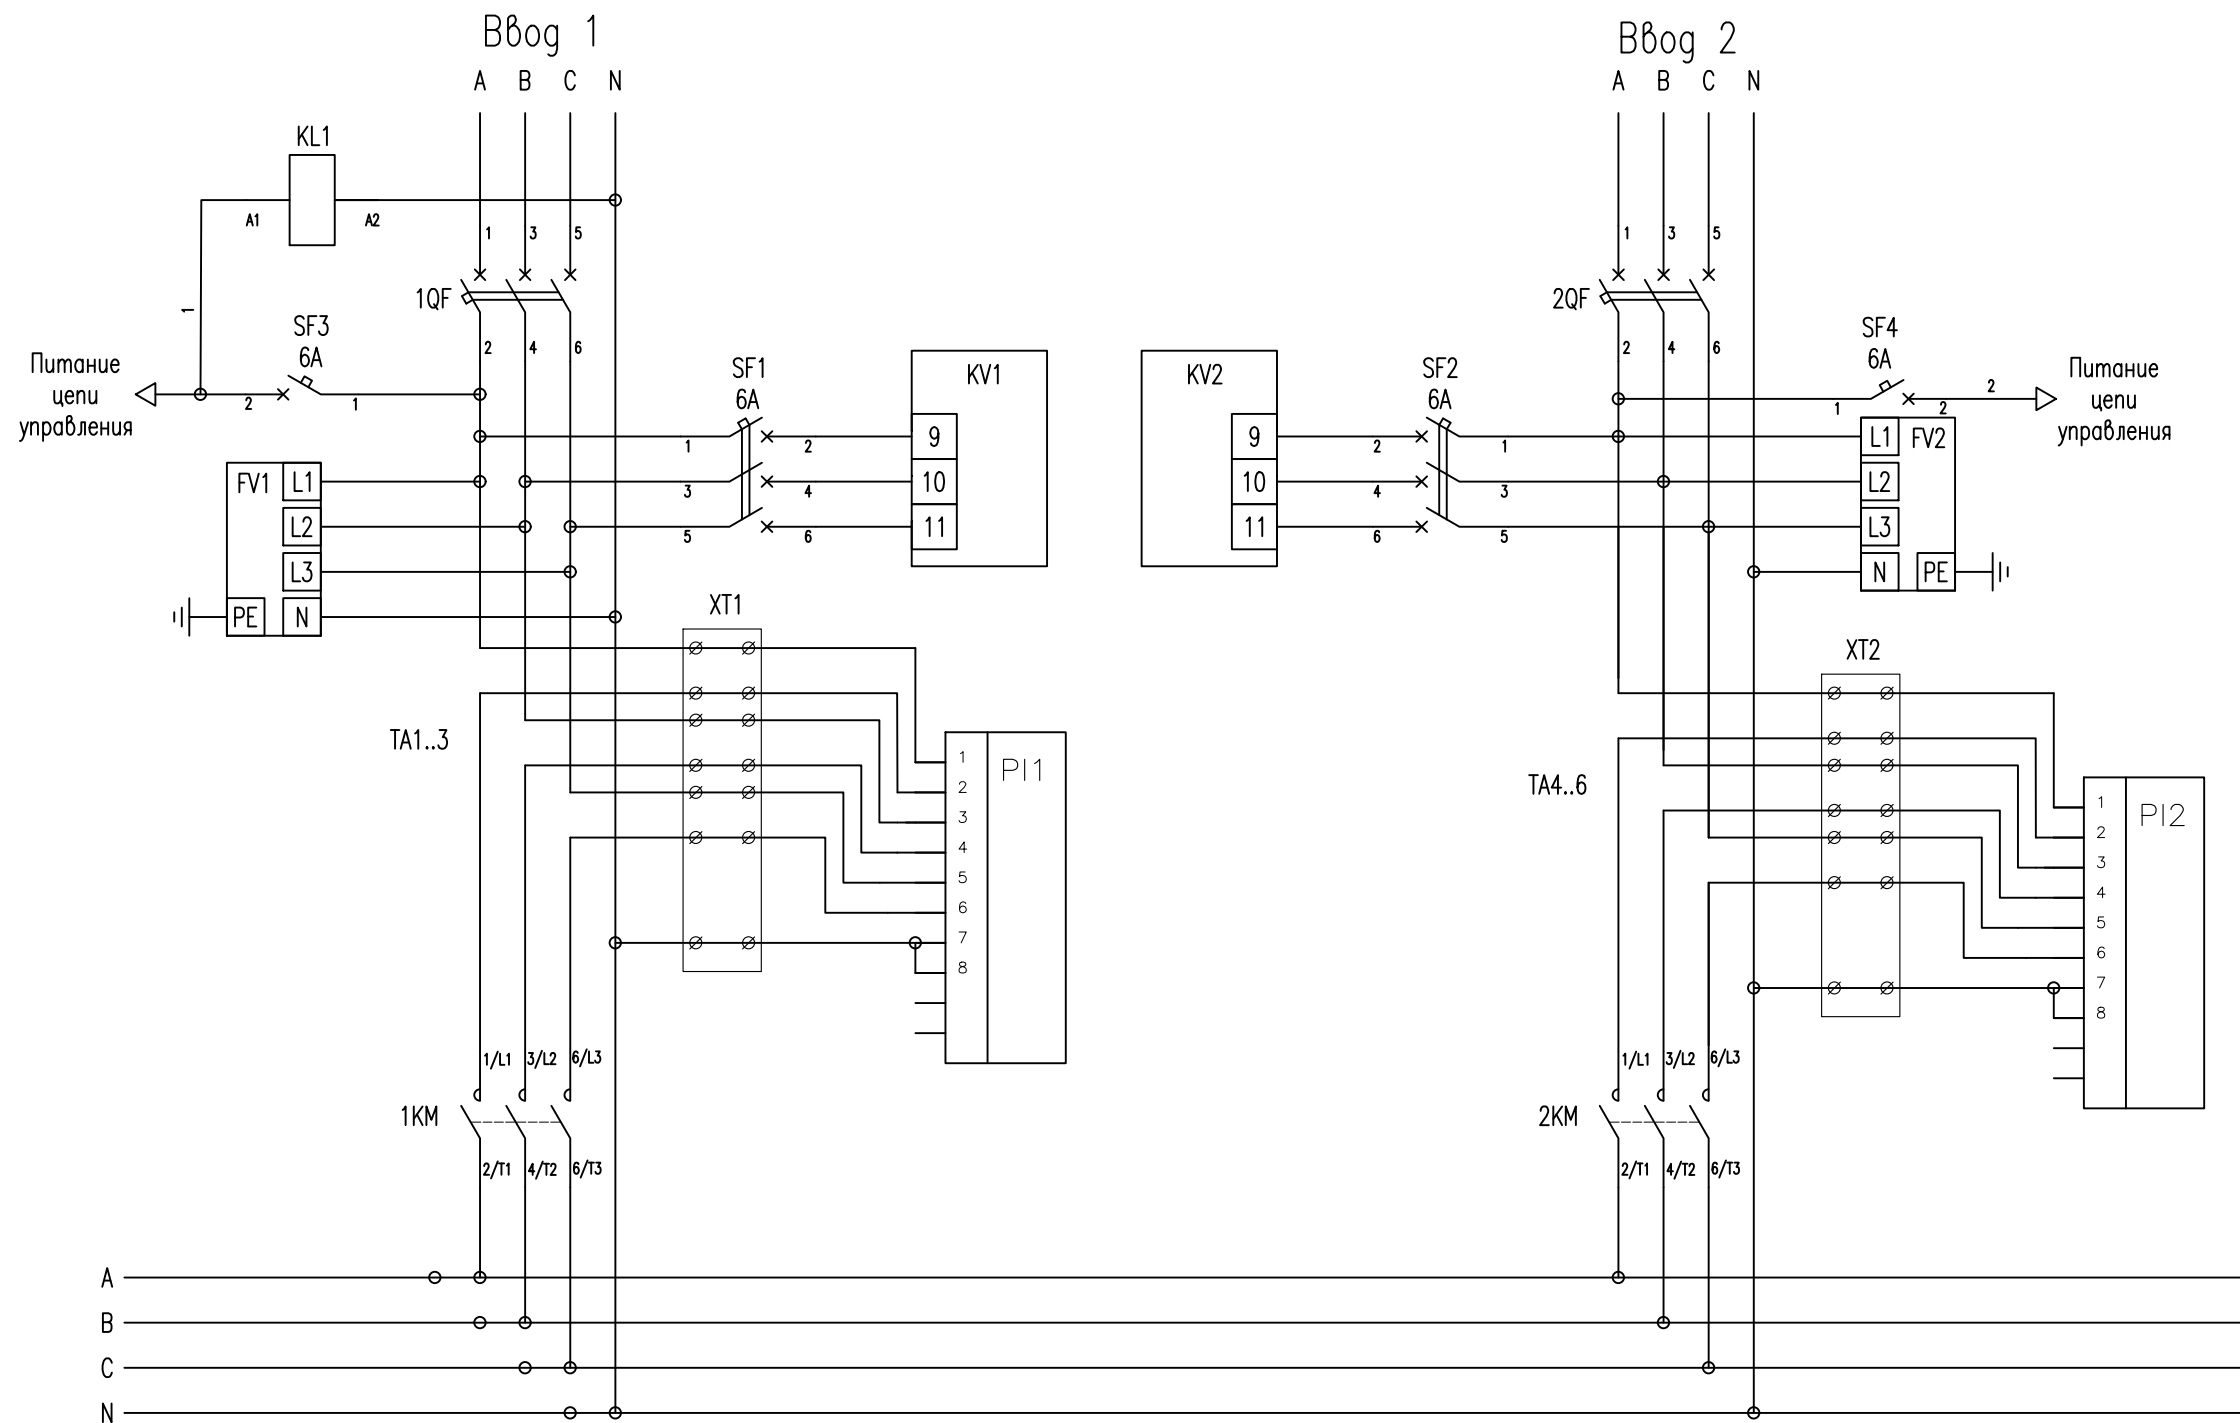 Ввод 1
Ввод 2
A B C N
A B C N
KL1
A1 A2
1 3 5
1 3 5
1QF
2QF
1
SF3
6A
2 4 6
2 4 6
SF4
6A
Питание
цепи
управления
2 1
SF1
6A
KV1
KV2
SF2
6A
1 2 2
Питание
цепи
управления
1 2 9
9 2 1
L1 FV2
FV1 L1
3 4 10
10 4 3
L2
L2
5 6 11
11 6 5
L3
L3
N PE
PE N
XT1
XT2
TA1..3
TA4..6
PI1
1
2
3
4
5
6
7
8
PI2
1
2
3
4
5
6
7
8
1/L1 3/L2 6/L3
1/L1 3/L2 6/L3
1KM
2KM
2/T1 4/T2 6/T3
2/T1 4/T2 6/T3
A
B
C
N